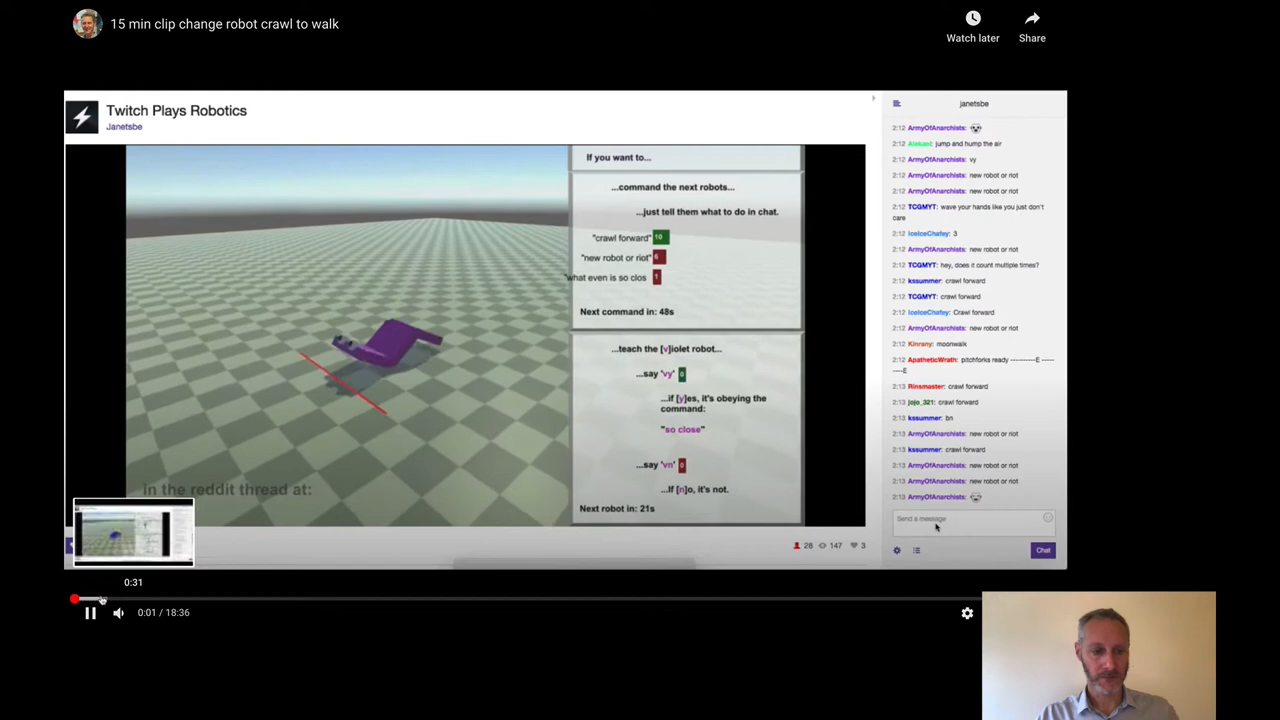 15 min clip change robot crawl to walk
Watch later
Share
Twitch Plays Robotics
Janetsbe
If you want to...
...command the next robots...
...just tell them what to do in chat.
"crawl forward" 10
"new robot or riot" 6
"what even is so clos 1
Next command in: 48s
...teach the [v]iolet robot...
...say 'vy' 0
...if [y]es, it's obeying the
command:
"so close"
...say 'vn' 0
...If [n]o, it's not.
Next robot in: 21s
in the reddit thread at:
28 147 3
janetsbe
2:12 ArmyOfAnarchists:
2:12 Alekasi: jump and hump the air
2:12 ArmyOfAnarchists: vy
2:12 ArmyOfAnarchists: new robot or riot
2:12 ArmyOfAnarchists: new robot or riot
2:12 TCGMYT: wave your hands like you just don't
care
2:12 IceIceChafey: 3
2:12 ArmyOfAnarchists: new robot or riot
2:12 TCGMYT: hey, does it count multiple times?
2:12 kssummer: crawl forward
2:12 TCGMYT: crawl forward
2:12 IceIceChafey: Crawl forward
2:12 ArmyOfAnarchists: new robot or riot
2:12 Kinrany: moonwalk
2:12 ApatheticWrath: pitchforks ready ----------E -----
----E
2:13 Rinsmaster: crawl forward
2:13 jojo_321: crawl forward
2:13 kssummer: bn
2:13 ArmyOfAnarchists: new robot or riot
2:13 kssummer: crawl forward
2:13 ArmyOfAnarchists: new robot or riot
2:13 ArmyOfAnarchists: new robot or riot
2:13 ArmyOfAnarchists:
Send a message
Chat
0:31
0:01 / 18:36